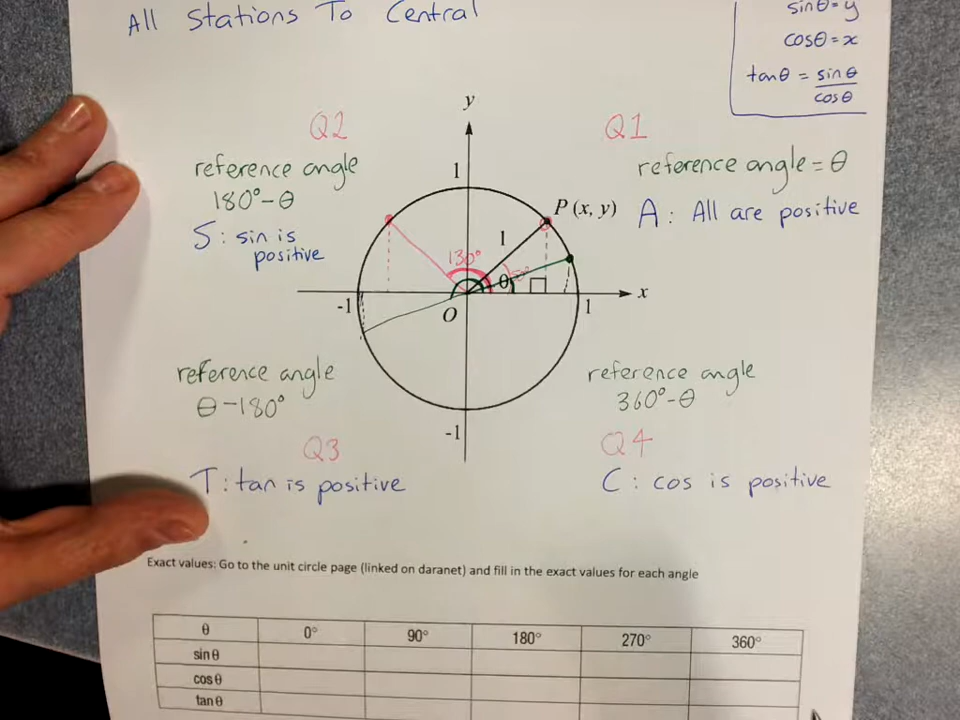 All Stations To Central
sinθ=y
cosθ=x
tanθ = sinθ
cosθ
y
Q2
Q1
reference angle
180°-θ
1
reference angle = θ
P (x, y)
A: All are positive
S: sin is
positive
1
130°
θ
-1
O
1
x
reference angle
θ-180°
reference angle
360°-θ
-1
Q3
Q4
T: tan is positive
C: cos is positive
Exact values: Go to the unit circle page (linked on daranet) and fill in the exact values for each angle
θ 0° 90° 180° 270° 360°
sin θ
cos θ
tan θ